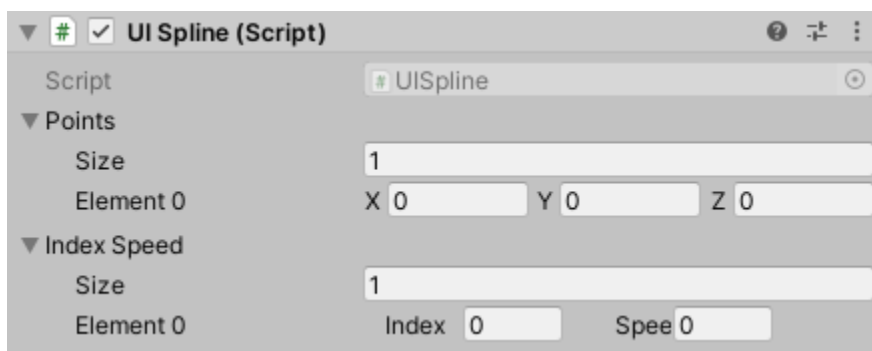 # UI Spline (Script)
Script # UISpline
Points
Size 1
Element 0 X 0 Y 0 Z 0
Index Speed
Size 1
Element 0 Index 0 Spee 0